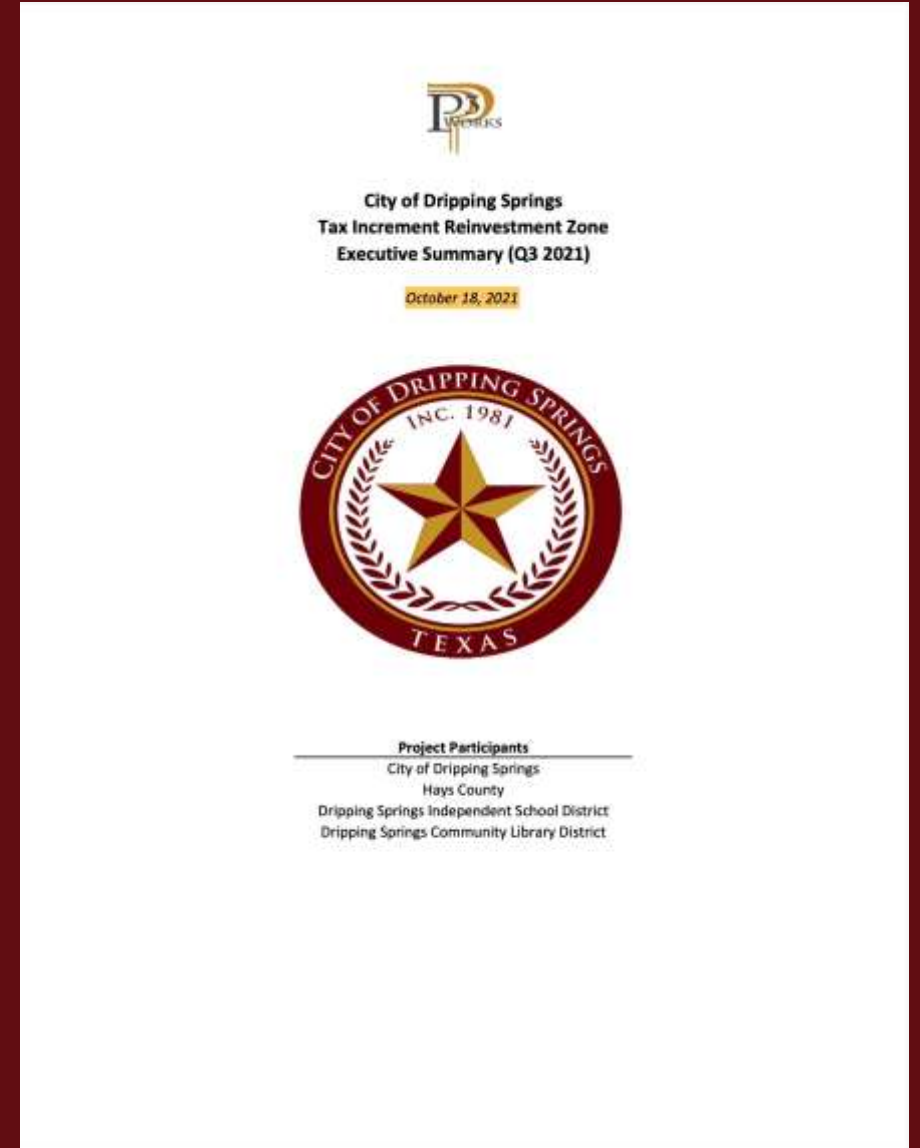 P3
WORKS
City of Dripping Springs
Tax Increment Reinvestment Zone
Executive Summary (Q3 2021)
October 18, 2021
CITY OF DRIPPING SPRINGS
INC. 1981
TEXAS
Project Participants
City of Dripping Springs
Hays County
Dripping Springs Independent School District
Dripping Springs Community Library District